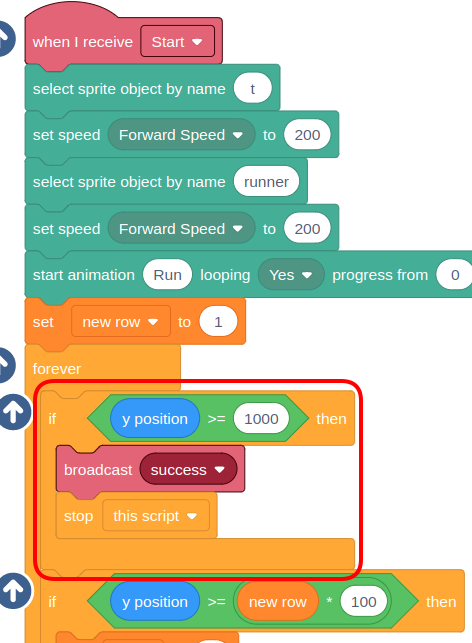 when I receive Start
select sprite object by name t
set speed Forward Speed to 200
select sprite object by name runner
set speed Forward Speed to 200
start animation Run looping Yes progress from 0
set new row to 1
forever
if y position >= 1000 then
broadcast success
stop this script
if y position >= new row * 100 then